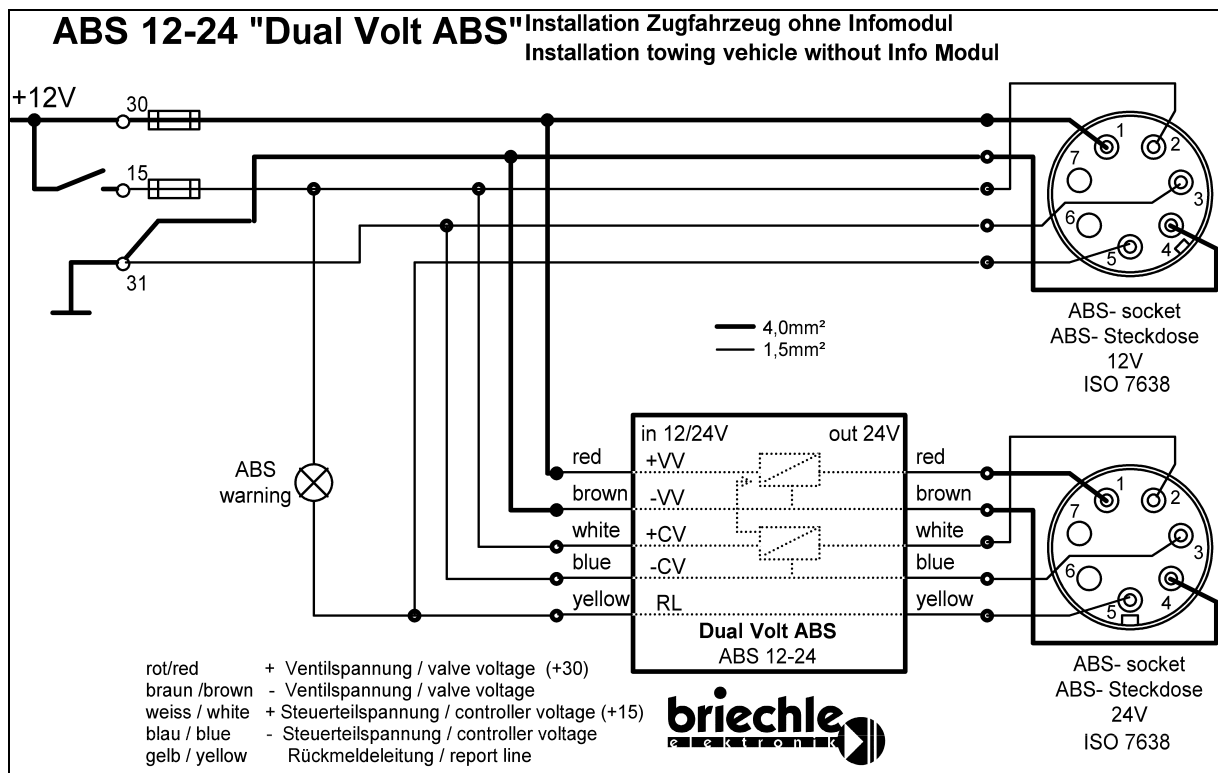 ABS 12-24 "Dual Volt ABS"
Installation Zugfahrzeug ohne Infomodul
Installation towing vehicle without Info Modul
+12V
30
15
31
1
2
3
4
5
6
7
ABS- socket
ABS- Steckdose
12V
ISO 7638
4,0mm²
1,5mm²
ABS
warning
in 12/24V out 24V
red +VV red
brown -VV brown
white +CV white
blue -CV blue
yellow RL yellow
Dual Volt ABS
ABS 12-24
1
2
3
4
5
6
7
ABS- socket
ABS- Steckdose
24V
ISO 7638
rot/red + Ventilspannung / valve voltage (+30)
braun /brown - Ventilspannung / valve voltage
weiss / white + Steuerteilspannung / controller voltage (+15)
blau / blue - Steuerteilspannung / controller voltage
gelb / yellow Rückmeldeleitung / report line
briechle
elektronik